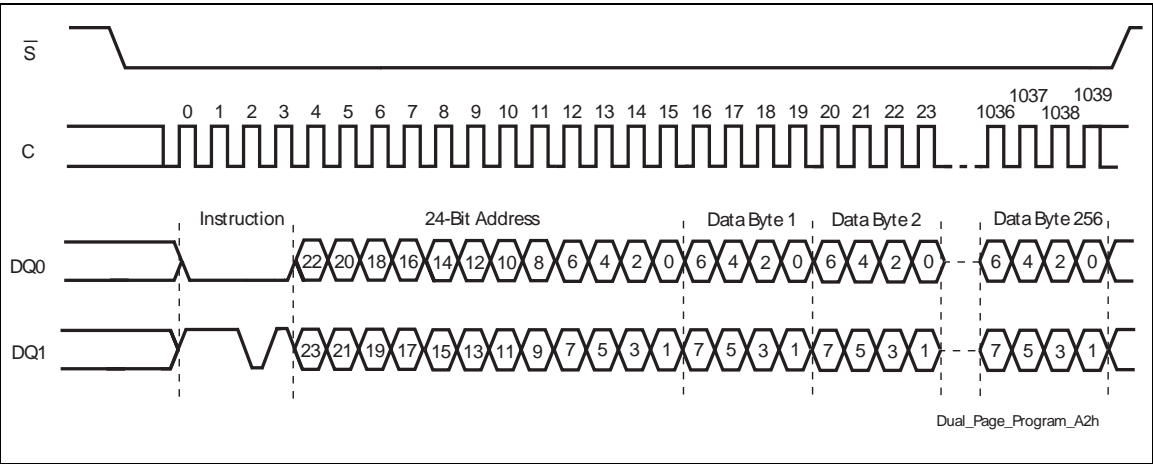 S
1037 1039
0 1 2 3 4 5 6 7 8 9 10 11 12 13 14 15 16 17 18 19 20 21 22 23 1036 1038
C
Instruction 24-Bit Address Data Byte 1 Data Byte 2 Data Byte 256
DQ0 22 20 18 16 14 12 10 8 6 4 2 0 6 4 2 0 6 4 2 0 6 4 2 0
DQ1 23 21 19 17 15 13 11 9 7 5 3 1 7 5 3 1 7 5 3 1 7 5 3 1
Dual_Page_Program_A2h